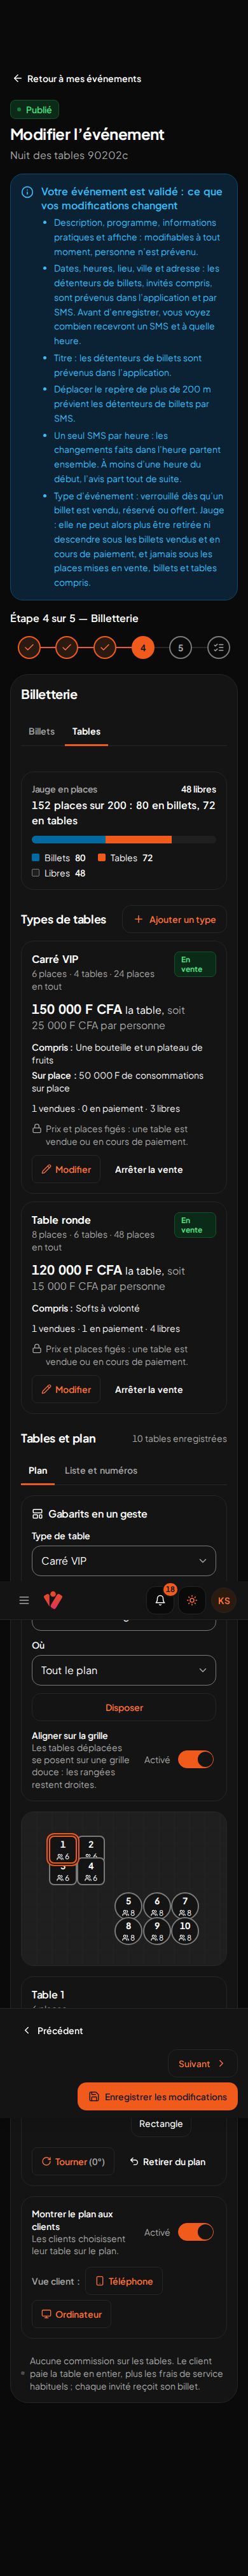 Retour à mes événements
Publié
Modifier l’événement
Nuit des tables 90202c
Votre événement est validé : ce que
vos modifications changent
Description, programme, informations
pratiques et affiche : modifiables à tout
moment, personne n’est prévenu.
Dates, heures, lieu, ville et adresse : les
détenteurs de billets, invités compris,
sont prévenus dans l’application et par
SMS. Avant d’enregistrer, vous voyez
combien recevront un SMS et à quelle
heure.
Titre : les détenteurs de billets sont
prévenus dans l’application.
Déplacer le repère de plus de 200 m
prévient les détenteurs de billets par
SMS.
Un seul SMS par heure : les
changements faits dans l’heure partent
ensemble. À moins d’une heure du
début, l’avis part tout de suite.
Type d’événement : verrouillé dès qu’un
billet est vendu, réservé ou offert. Jauge
: elle ne peut alors plus être retirée ni
descendre sous les billets vendus et en
cours de paiement, et jamais sous les
places mises en vente, billets et tables
compris.
Étape 4 sur 5 — Billetterie
4
5
Billetterie
Billets
Tables
Jauge en places
48 libres
152 places sur 200 : 80 en billets, 72
en tables
Billets 80
Tables 72
Libres 48
Types de tables
Ajouter un type
Carré VIP
En
vente
6 places · 4 tables · 24 places
en tout
150 000 F CFA la table, soit
25 000 F CFA par personne
Compris : Une bouteille et un plateau de
fruits
Sur place : 50 000 F de consommations
sur place
1 vendues · 0 en paiement · 3 libres
Prix et places figés : une table est
vendue ou en cours de paiement.
Modifier
Arrêter la vente
Table ronde
En
vente
8 places · 6 tables · 48 places
en tout
120 000 F CFA la table, soit
15 000 F CFA par personne
Compris : Softs à volonté
1 vendues · 1 en paiement · 4 libres
Prix et places figés : une table est
vendue ou en cours de paiement.
Modifier
Arrêter la vente
Tables et plan
10 tables enregistrées
Plan
Liste et numéros
Gabarits en un geste
Type de table
Carré VIP
18
KS
Où
Tout le plan
Disposer
Aligner sur la grille
Les tables déplacées
se posent sur une grille
douce : les rangées
restent droites.
Activé
1
6
2
6
3
6
4
6
5
8
6
8
7
8
8
8
9
8
10
8
Table 1
Précédent
Suivant
Enregistrer les modifications
Rectangle
Tourner (0°)
Retirer du plan
Montrer le plan aux
clients
Les clients choisissent
leur table sur le plan.
Activé
Vue client :
Téléphone
Ordinateur
Aucune commission sur les tables. Le client
paie la table en entier, plus les frais de service
habituels ; chaque invité reçoit son billet.